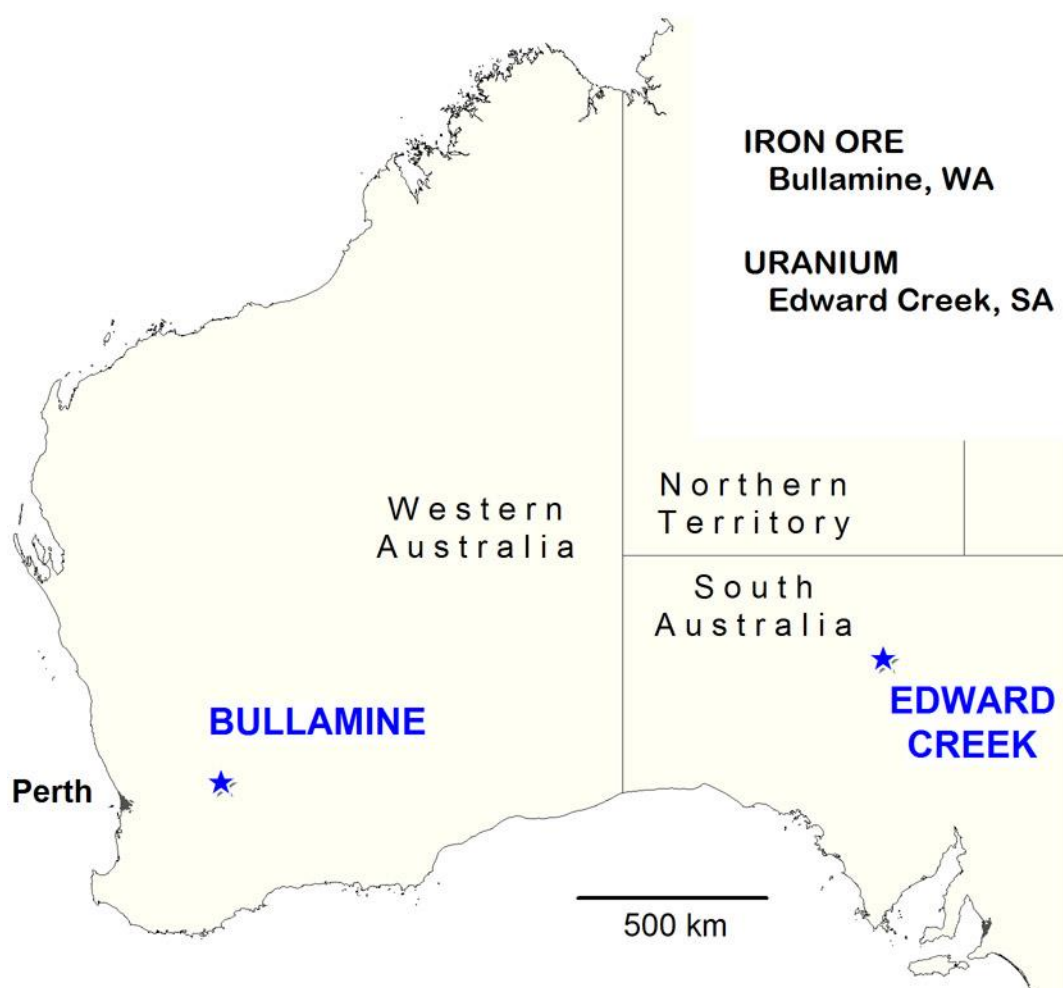 IRON ORE
Bullamine, WA
URANIUM
Edward Creek, SA
Western
Australia
Northern
Territory
South
Australia
BULLAMINE
EDWARD
CREEK
Perth
500 km